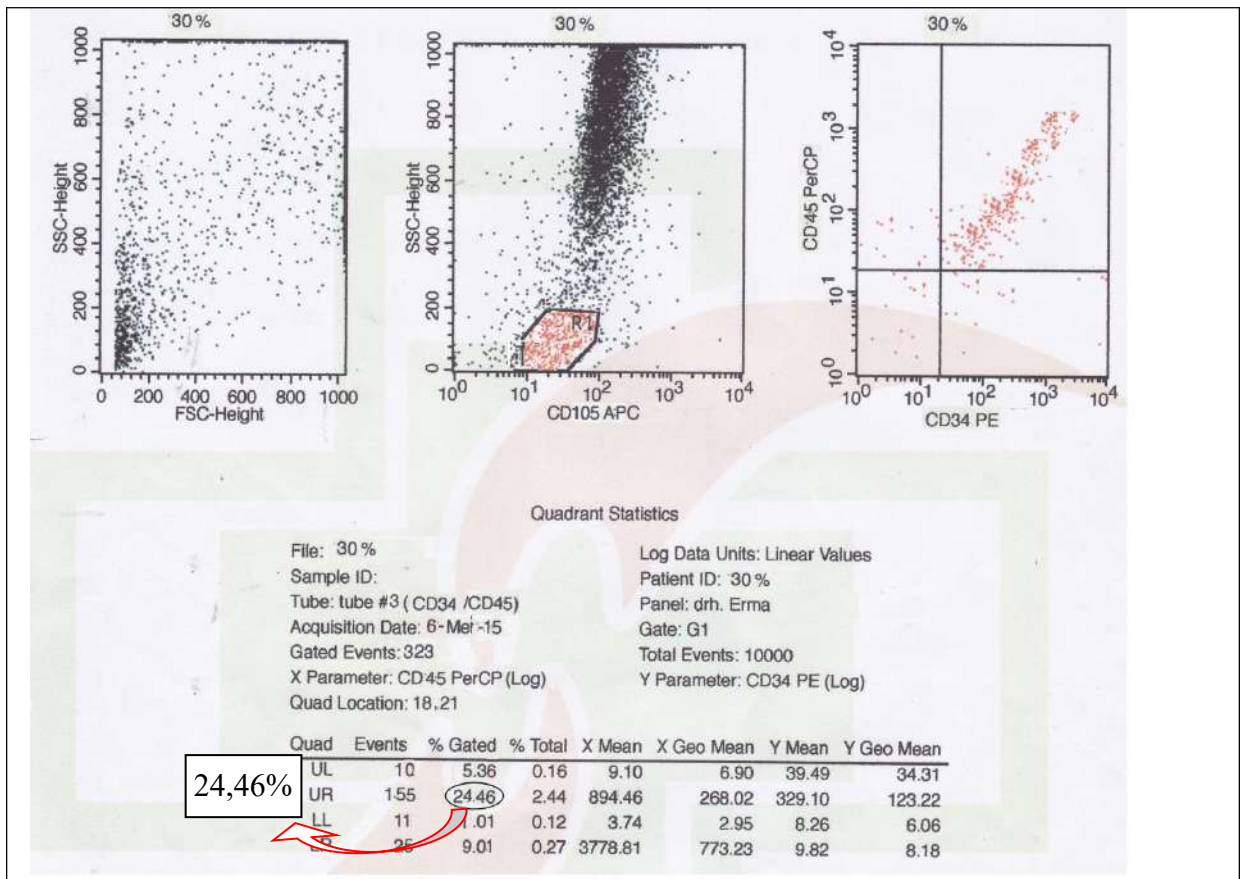 30 %
30 %
30 %
1000
800
600
400
200
0
SSC-Height
0 200 400 600 800 1000
FSC-Height
1000
800
600
400
200
0
SSC-Height
R1
10^0 10^1 10^2 10^3 10^4
CD105 APC
10^4
10^3
10^2
10^1
10^0
CD45 PerCP
10^0 10^1 10^2 10^3 10^4
CD34 PE
Quadrant Statistics
File: 30 %
Sample ID:
Tube: tube #3 ( CD34 /CD45)
Acquisition Date: 6-Mei-15
Gated Events: 323
X Parameter: CD45 PerCP (Log)
Quad Location: 18,21
Log Data Units: Linear Values
Patient ID: 30 %
Panel: drh. Erma
Gate: G1
Total Events: 10000
Y Parameter: CD34 PE (Log)
Quad Events % Gated % Total X Mean X Geo Mean Y Mean Y Geo Mean
UL 10 5.36 0.16 9.10 6.90 39.49 34.31
UR 155 24.46 2.44 894.46 268.02 329.10 123.22
LL 11 1.01 0.12 3.74 2.95 8.26 6.06
LR 25 9.01 0.27 3778.81 773.23 9.82 8.18
24,46%